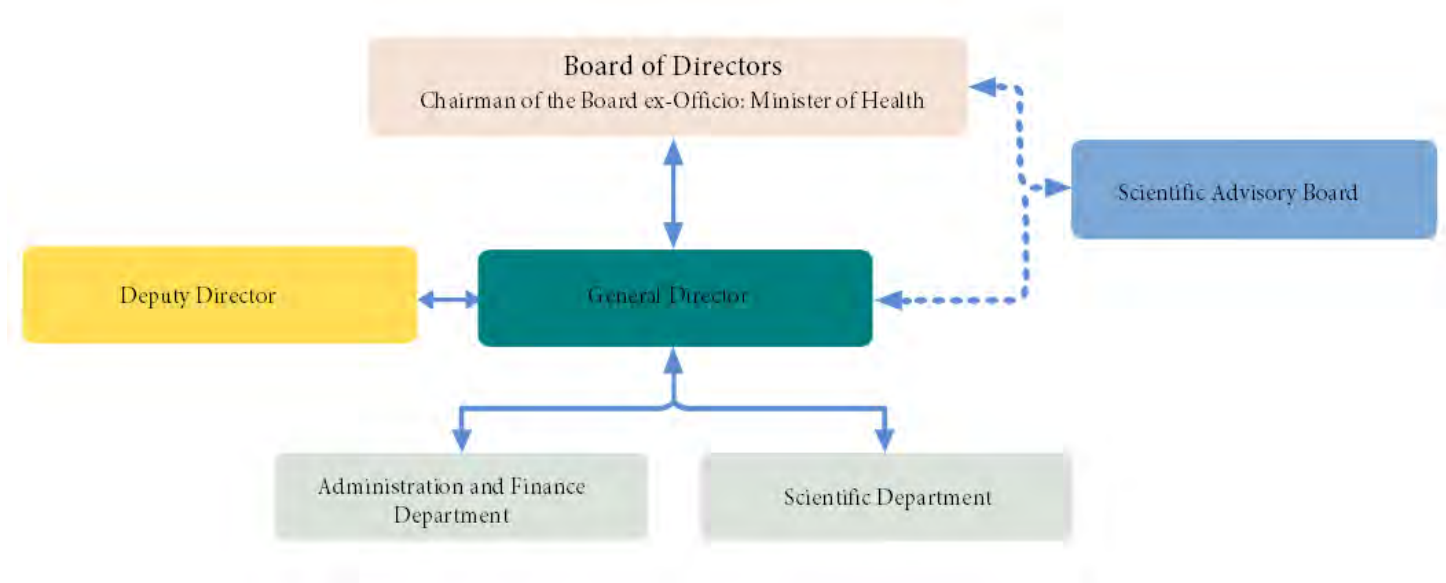 Board of Directors
Chairman of the Board ex-Officio: Minister of Health
Scientific Advisory Board
Deputy Director
General Director
Administration and Finance
Department
Scientific Department